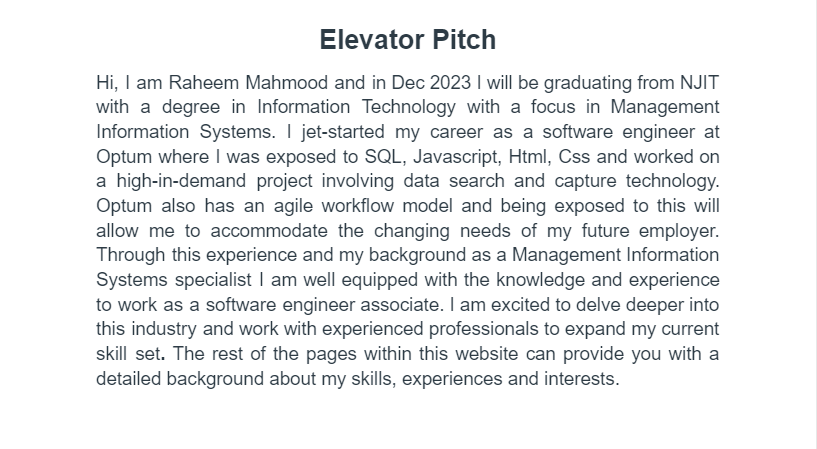 Elevator Pitch
Hi, I am Raheem Mahmood and in Dec 2023 I will be graduating from NJIT
with a degree in Information Technology with a focus in Management
Information Systems. I jet-started my career as a software engineer at
Optum where I was exposed to SQL, Javascript, Html, Css and worked on
a high-in-demand project involving data search and capture technology.
Optum also has an agile workflow model and being exposed to this will
allow me to accommodate the changing needs of my future employer.
Through this experience and my background as a Management Information
Systems specialist I am well equipped with the knowledge and experience
to work as a software engineer associate. I am excited to delve deeper into
this industry and work with experienced professionals to expand my current
skill set. The rest of the pages within this website can provide you with a
detailed background about my skills, experiences and interests.